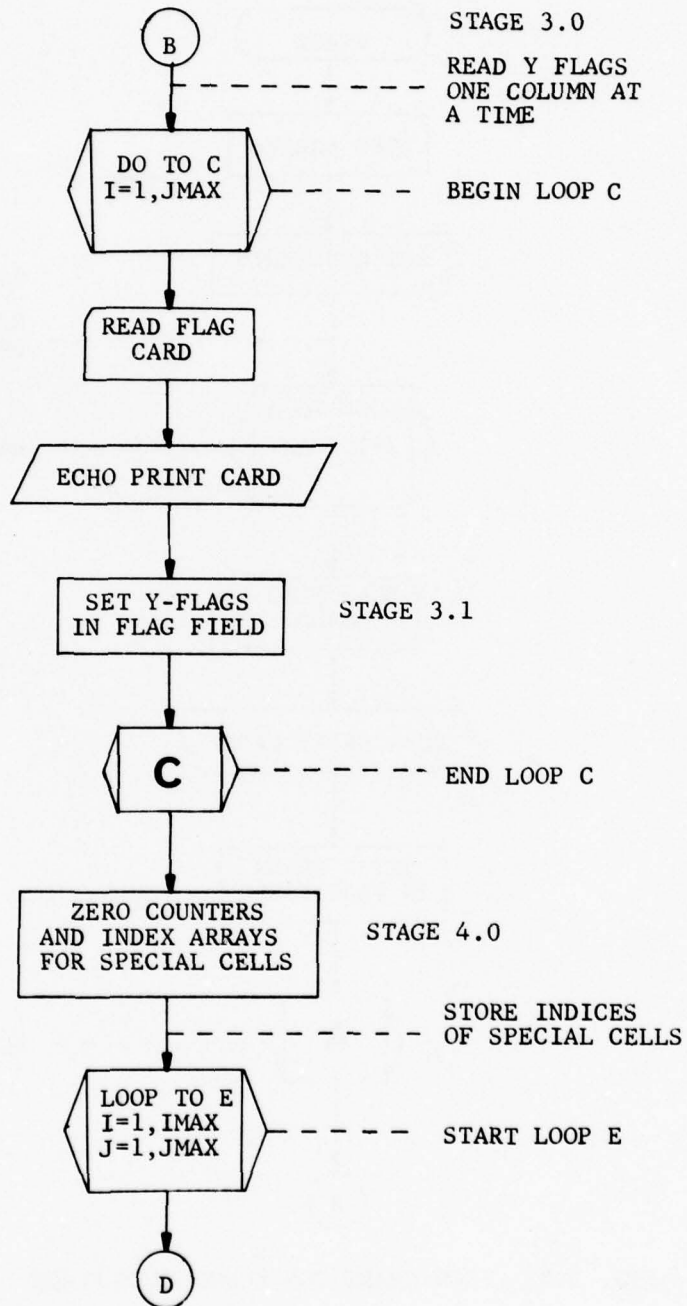 STAGE 3.0
B
READ Y FLAGS
ONE COLUMN AT
A TIME
DO TO C
I=1,JMAX
BEGIN LOOP C
READ FLAG
CARD
ECHO PRINT CARD
SET Y-FLAGS
IN FLAG FIELD
STAGE 3.1
C
END LOOP C
ZERO COUNTERS
AND INDEX ARRAYS
FOR SPECIAL CELLS
STAGE 4.0
STORE INDICES
OF SPECIAL CELLS
LOOP TO E
I=1,IMAX
J=1,JMAX
START LOOP E
D